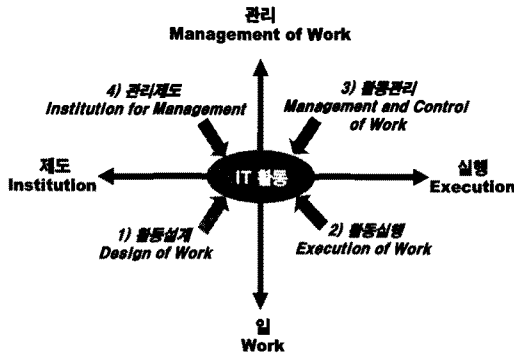 관리
Management of Work
4) 관리제도
Institution for Management
3) 활동관리
Management and Control
of Work
제도
Institution
IT 활동
실행
Execution
1) 활동설계
Design of Work
2) 활동실행
Execution of Work
일
Work